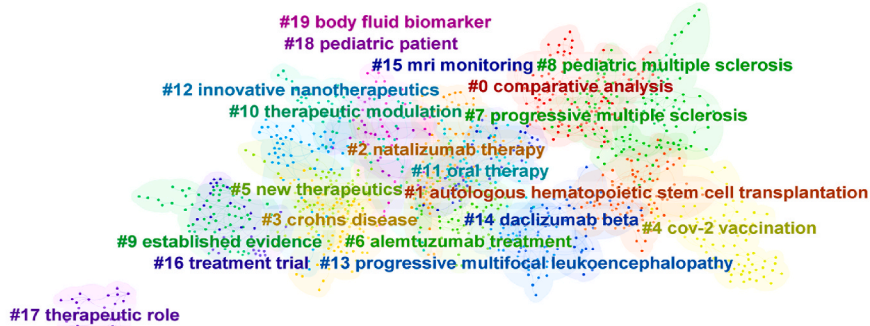 #19 body fluid biomarker
#18 pediatric patient
#15 mri monitoring
#8 pediatric multiple sclerosis
#12 innovative nanotherapeutics
#0 comparative analysis
#10 therapeutic modulation
#7 progressive multiple sclerosis
#2 natalizumab therapy
#11 oral therapy
#5 new therapeutics
#1 autologous hematopoietic stem cell transplantation
#3 crohns disease
#14 daclizumab beta
#4 cov-2 vaccination
#9 established evidence
#6 alemtuzumab treatment
#16 treatment trial
#13 progressive multifocal leukoencephalopathy
#17 therapeutic role